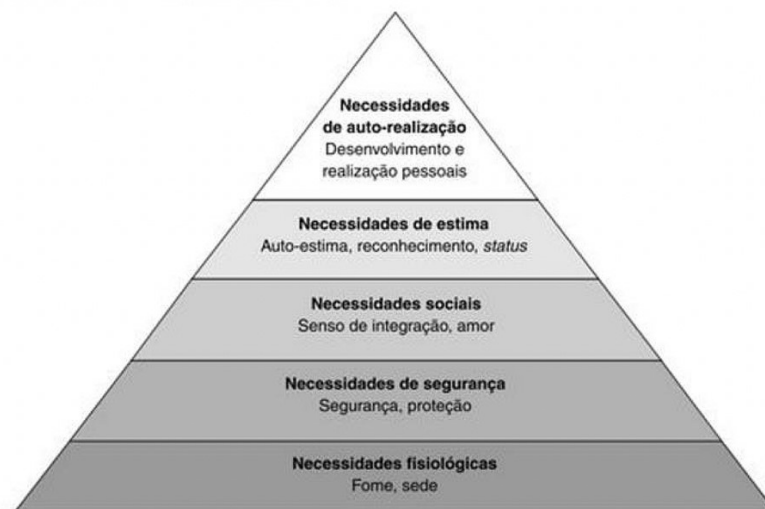 Necessidades
de auto-realização
Desenvolvimento e
realização pessoais
Necessidades de estima
Auto-estima, reconhecimento, status
Necessidades sociais
Senso de integração, amor
Necessidades de segurança
Segurança, proteção
Necessidades fisiológicas
Fome, sede